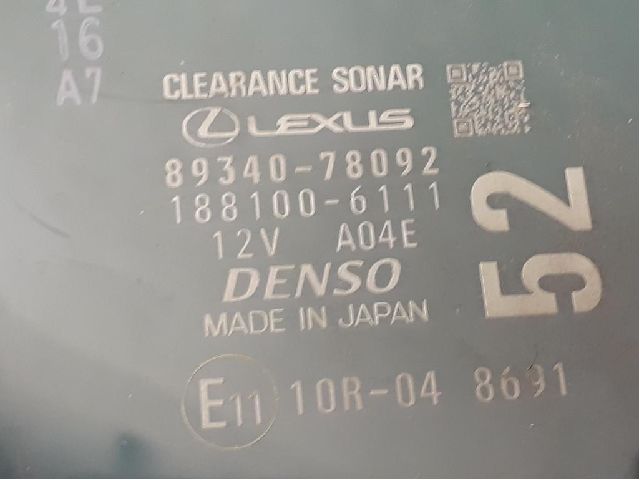 16
A7
CLEARANCE SONAR
LEXUS
89340-78092
188100-6111
12V A04E
DENSO
MADE IN JAPAN
52
E11 10R-04 8691